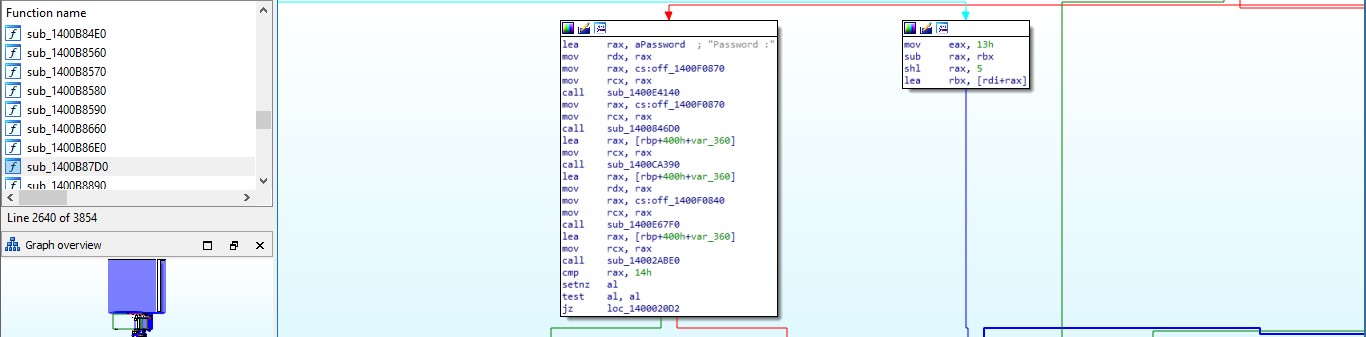 Function name
f sub_1400B84E0
f sub_1400B8560
f sub_1400B8570
f sub_1400B8580
f sub_1400B8590
f sub_1400B8660
f sub_1400B86E0
f sub_1400B87D0
f sub_1400B8890
Line 2640 of 3854
Graph overview
lea rax, aPassword ; "Password :"
mov rdx, rax
mov rax, cs:off_1400F0870
mov rcx, rax
call sub_1400E4140
mov rax, cs:off_1400F0870
mov rcx, rax
call sub_1400846D0
lea rax, [rbp+400h+var_360]
mov rcx, rax
call sub_1400CA390
lea rax, [rbp+400h+var_360]
mov rdx, rax
mov rax, cs:off_1400F0840
mov rcx, rax
call sub_1400E67F0
lea rax, [rbp+400h+var_360]
mov rcx, rax
call sub_14002ABE0
cmp rax, 14h
setnz al
test al, al
jz loc_1400020D2
mov eax, 13h
sub rax, rbx
shl rax, 5
lea rbx, [rdi+rax]